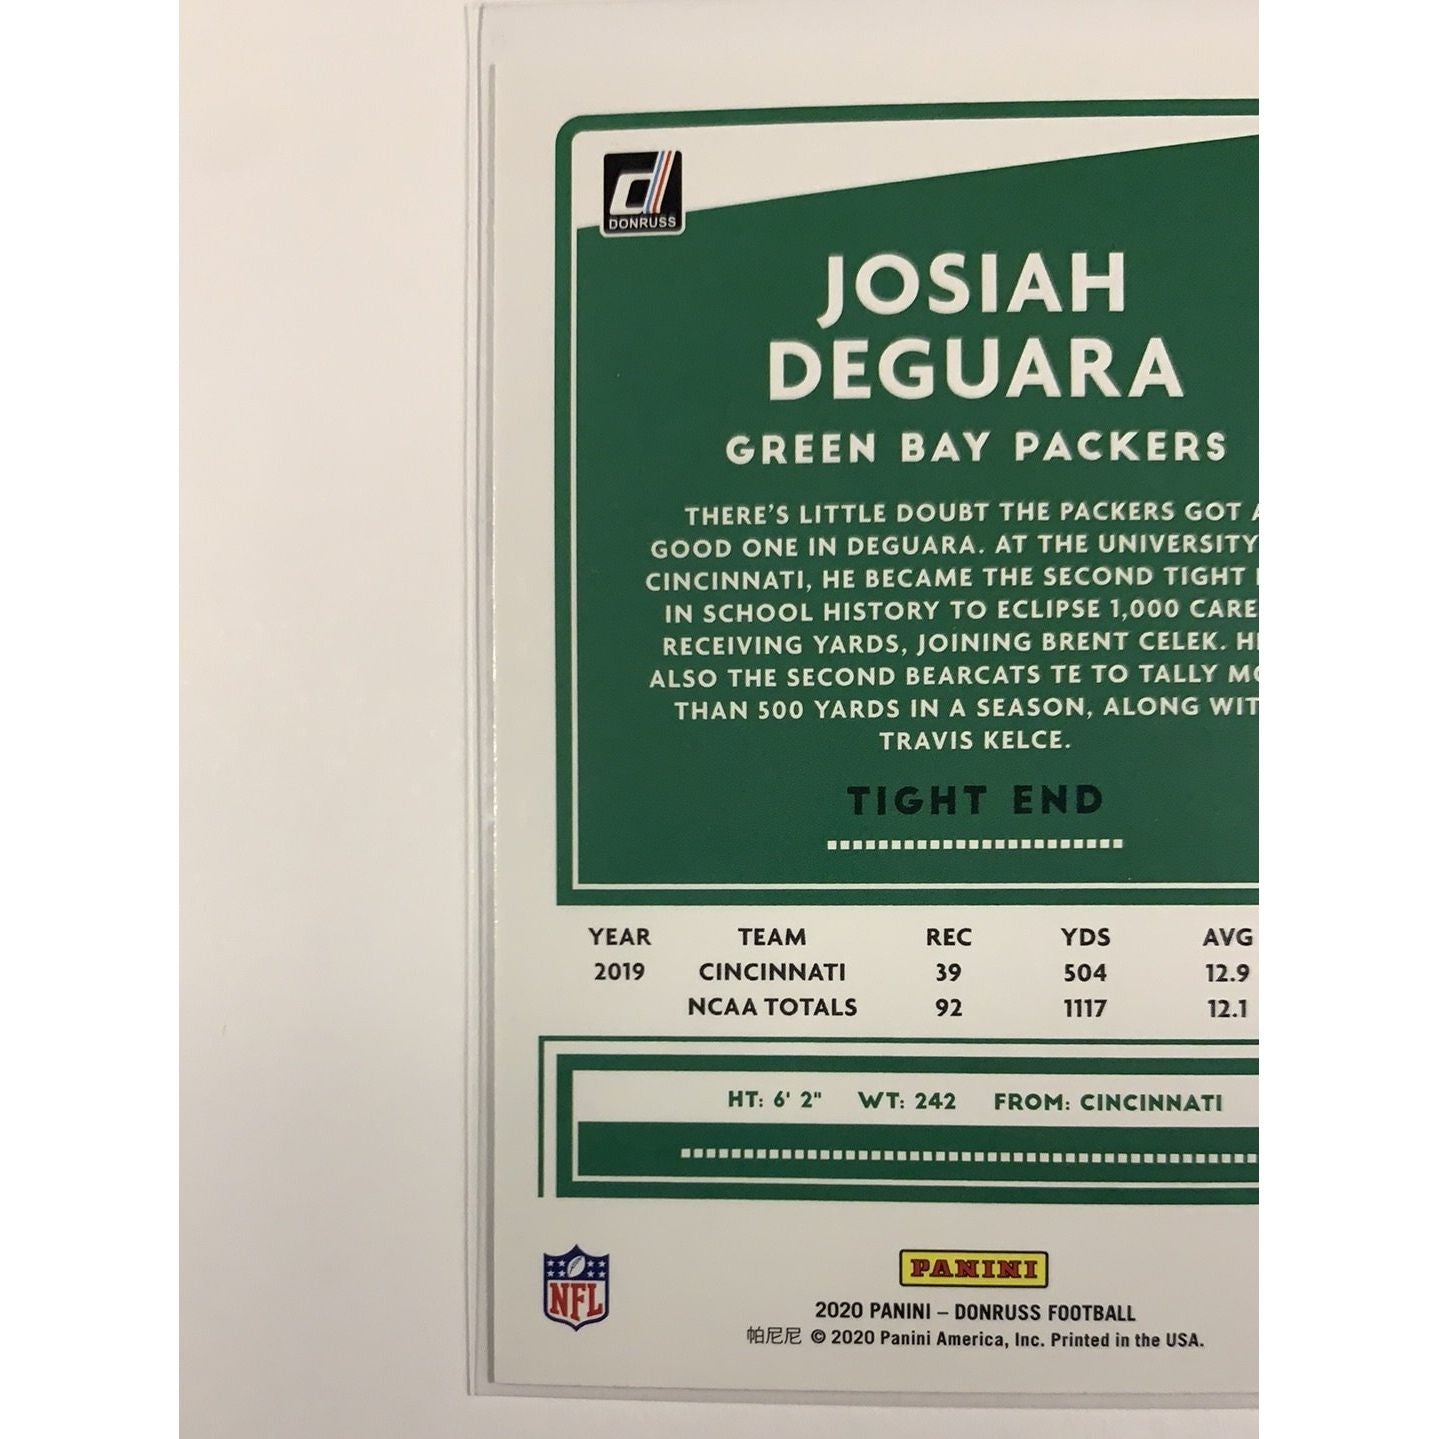 DONRUSS
JOSIAH
DEGUARA
GREEN BAY PACKERS
THERE'S LITTLE DOUBT THE PACKERS GOT A
GOOD ONE IN DEGUARA. AT THE UNIVERSITY
CINCINNATI, HE BECAME THE SECOND TIGHT
IN SCHOOL HISTORY TO ECLIPSE 1,000
RECEIVING YARDS, JOINING BRENT CELEK.
ALSO THE SECOND BEARCATS TE TO TALLY
THAN 500 YARDS IN A SEASON, ALONG
TRAVIS KELCE.
TIGHT END
YEAR TEAM REC YDS AVG
2019 CINCINNATI 39 504 12.9
NCAA TOTALS 92 1117 12.1
HT: 6' 2" WT: 242 FROM: CINCINNATI
NFL
PANINI
2020 PANINI – DONRUSS FOOTBALL
帕尼尼 © 2020 Panini America, Inc. Printed in the USA.